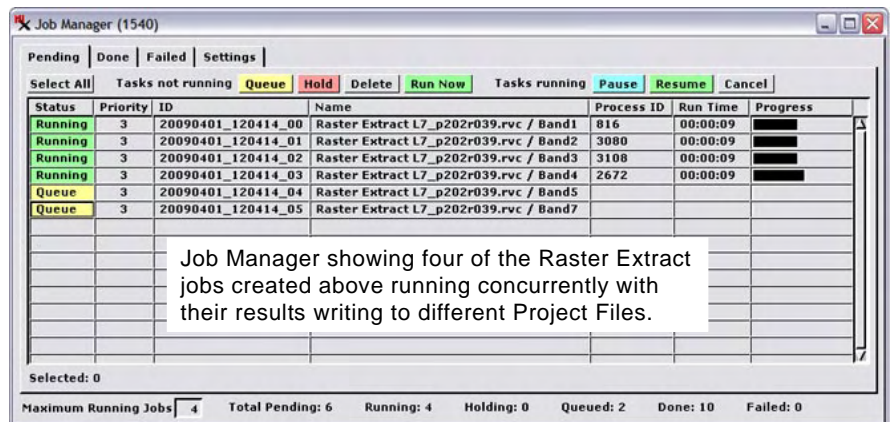 Job Manager (1540)
Pending Done Failed Settings
Select All Tasks not running Queue Hold Delete Run Now Tasks running Pause Resume Cancel
Status Priority ID Name Process ID Run Time Progress
Running 3 20090401_120414_00 Raster Extract L7_p202r039.rvc / Band1 816 00:00:09
Running 3 20090401_120414_01 Raster Extract L7_p202r039.rvc / Band2 3080 00:00:09
Running 3 20090401_120414_02 Raster Extract L7_p202r039.rvc / Band3 3108 00:00:09
Running 3 20090401_120414_03 Raster Extract L7_p202r039.rvc / Band4 2672 00:00:09
Queue 3 20090401_120414_04 Raster Extract L7_p202r039.rvc / Band5
Queue 3 20090401_120414_05 Raster Extract L7_p202r039.rvc / Band7
Job Manager showing four of the Raster Extract
jobs created above running concurrently with
their results writing to different Project Files.
Selected: 0
Maximum Running Jobs 4 Total Pending: 6 Running: 4 Holding: 0 Queued: 2 Done: 10 Failed: 0